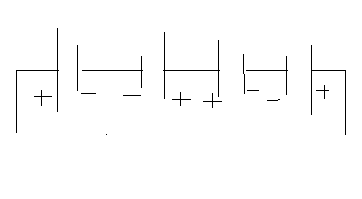 + − − + + − − +